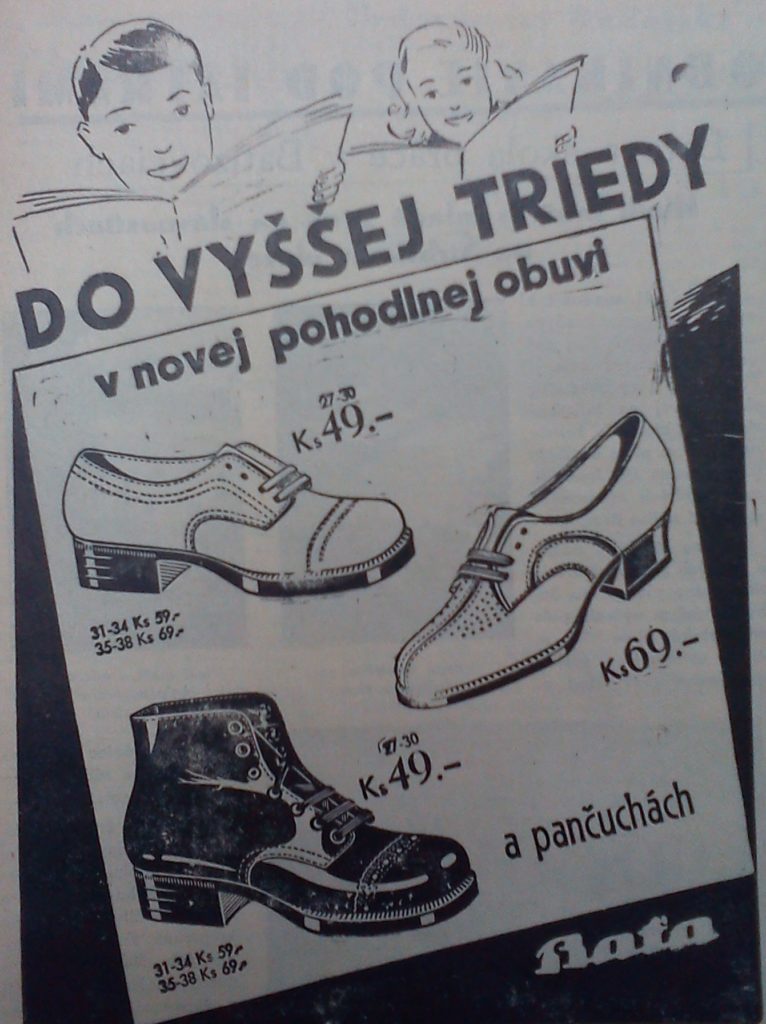 DO VYŠŠEJ TRIEDY
v novej pohodlnej obuvi
27-30
Ks 49.-
31-34 Ks 59.-
35-38 Ks 69.-
Ks 69.-
27-30
Ks 49.-
a pančuchách
31-34 Ks 59.-
35-38 Ks 69.-
Bata